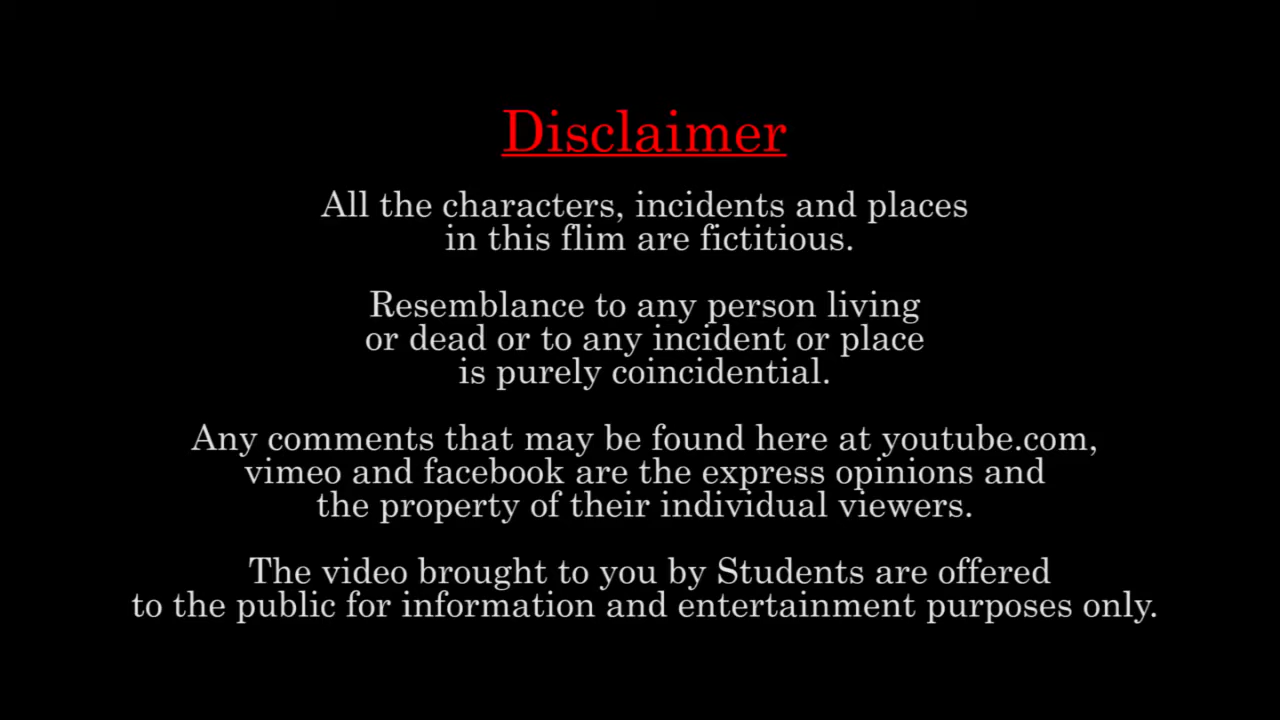 Disclaimer
All the characters, incidents and places
in this flim are fictitious.
Resemblance to any person living
or dead or to any incident or place
is purely coincidential.
Any comments that may be found here at youtube.com,
vimeo and facebook are the express opinions and
the property of their individual viewers.
The video brought to you by Students are offered
to the public for information and entertainment purposes only.